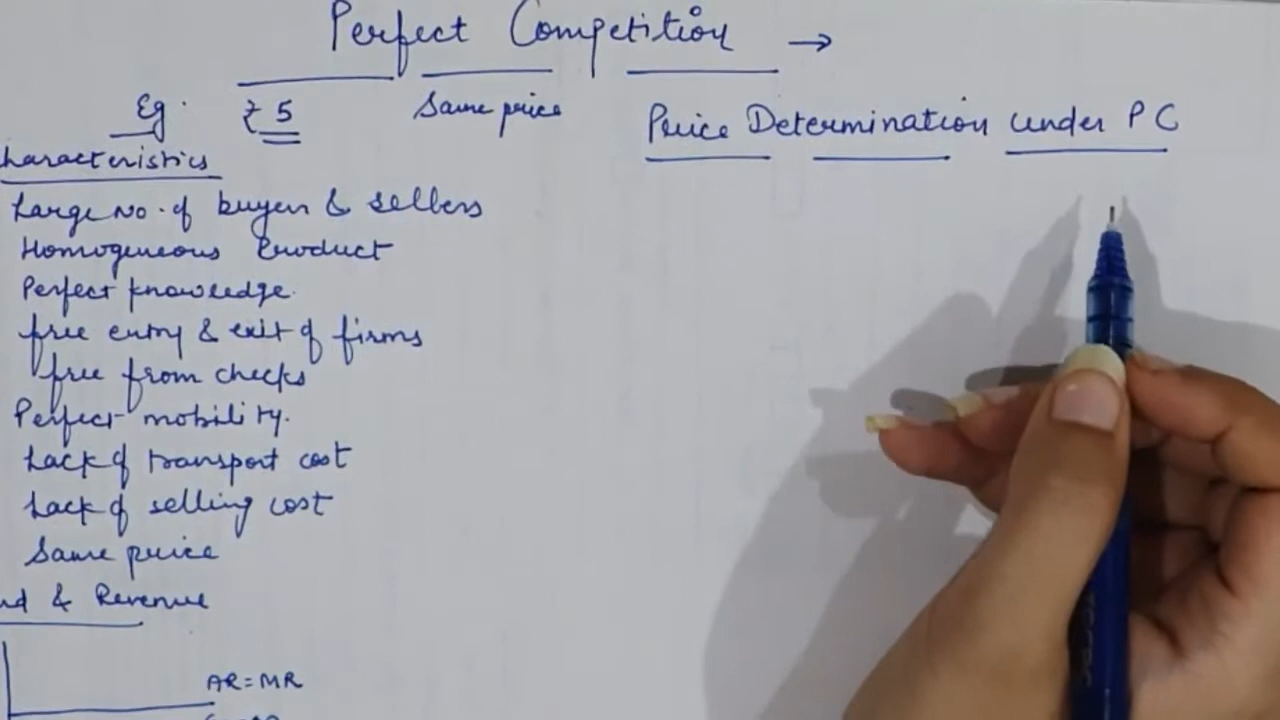 Perfect Competition →
Eg. ₹ 5 Same price
Price Determination under PC
Characteristics
Large No. of buyers & sellers
Homogeneous Product
Perfect knowledge.
free entry & exit of firms
free from checks
Perfect mobility.
Lack of transport cost
Lack of selling cost
Same price
& Revenue
AR=MR